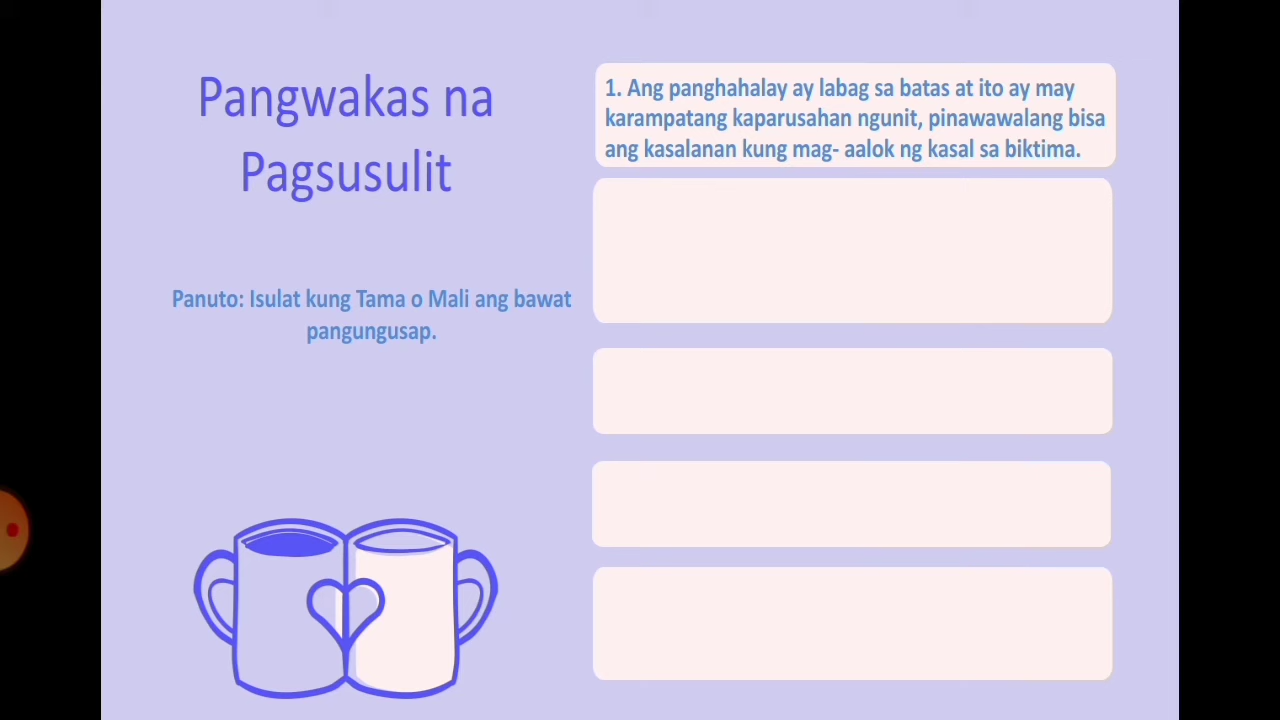 Pangwakas na
Pagsusulit
Panuto: Isulat kung Tama o Mali ang bawat
pangungusap.
1. Ang panghahalay ay labag sa batas at ito ay may
karampatang kaparusahan ngunit, pinawawalang bisa
ang kasalanan kung mag- aalok ng kasal sa biktima.